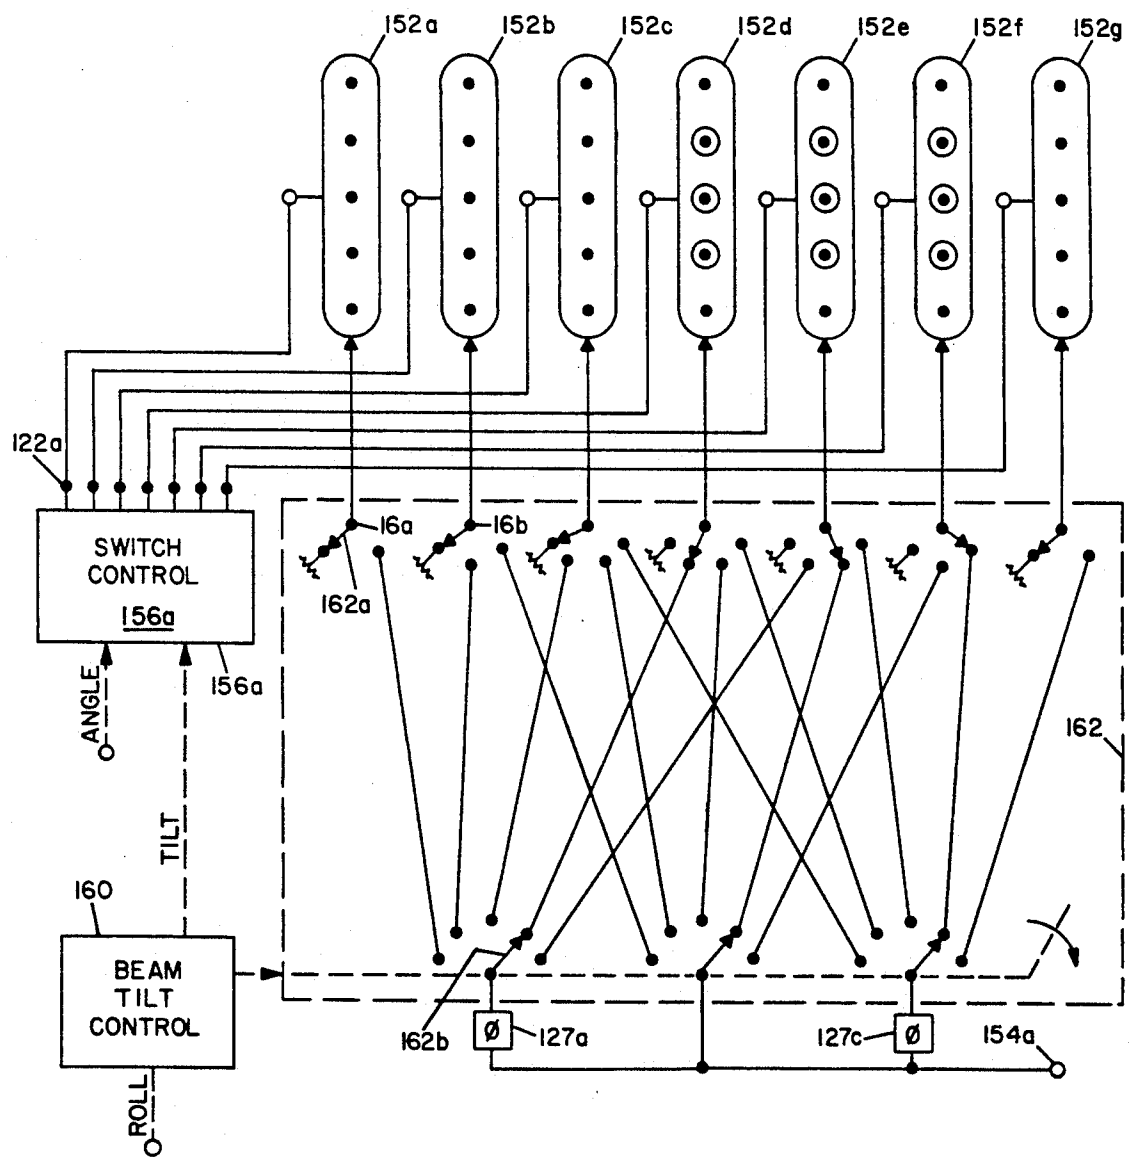 152a 152b 152c 152d 152e 152f 152g
122a
16a 16b
SWITCH
CONTROL
156a
162a
156a
ANGLE
162
TILT
160
BEAM
TILT
CONTROL
162b
Ø 127a
127c Ø
154a
ROLL